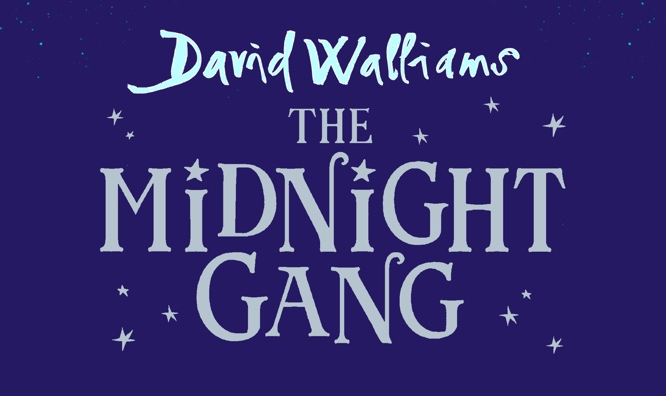 David Walliams
THE
MiDNiGHT
GANG